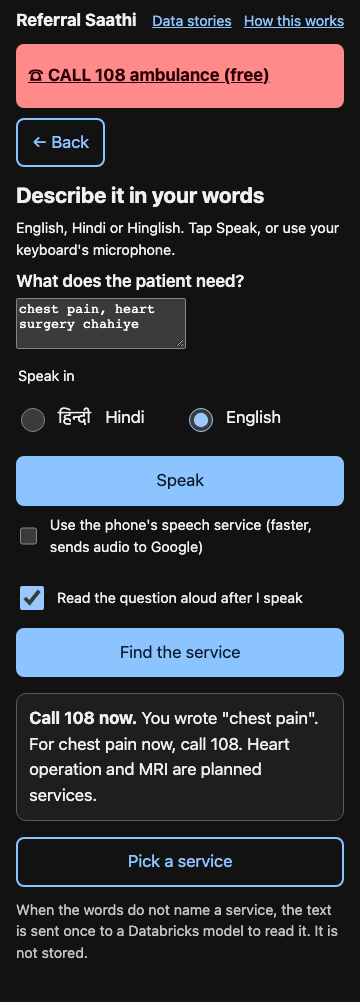 Referral Saathi Data stories How this works
☎ CALL 108 ambulance (free)
← Back
Describe it in your words
English, Hindi or Hinglish. Tap Speak, or use your
keyboard's microphone.
What does the patient need?
chest pain, heart
surgery chahiye
Speak in
हिन्दी Hindi English
Speak
Use the phone's speech service (faster,
sends audio to Google)
Read the question aloud after I speak
Find the service
Call 108 now. You wrote "chest pain".
For chest pain now, call 108. Heart
operation and MRI are planned
services.
Pick a service
When the words do not name a service, the text
is sent once to a Databricks model to read it. It is
not stored.